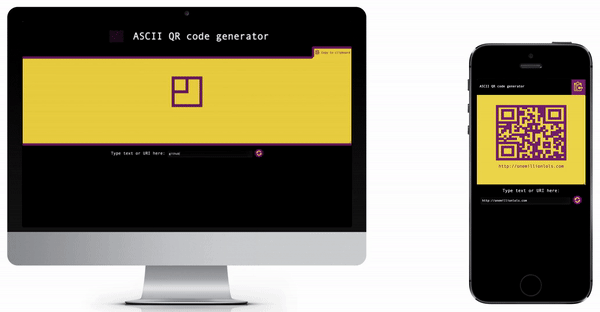 ASCII QR code generator
Copy to clipboard
Type text or URI here: github
ASCII QR code generator
http://onemillionlols.com
Type text or URI here:
http://onemillionlols.com